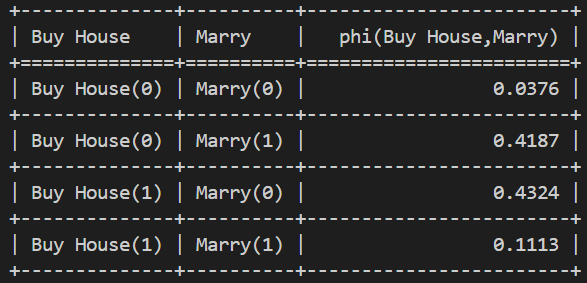 +--------------+----------+------------------------+
| Buy House    | Marry    |   phi(Buy House,Marry) |
+==============+==========+========================+
| Buy House(0) | Marry(0) |                 0.0376 |
+--------------+----------+------------------------+
| Buy House(0) | Marry(1) |                 0.4187 |
+--------------+----------+------------------------+
| Buy House(1) | Marry(0) |                 0.4324 |
+--------------+----------+------------------------+
| Buy House(1) | Marry(1) |                 0.1113 |
+--------------+----------+------------------------+